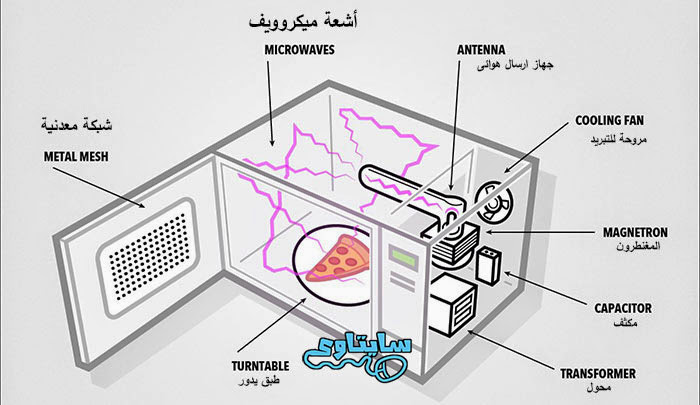 أشعة ميكروويف
MICROWAVES
ANTENNA
جهاز ارسال هوائى
COOLING FAN
مروحة للتبريد
شبكة معدنية
METAL MESH
MAGNETRON
المغنطرون
CAPACITOR
مكثف
سايتاوى
TURNTABLE
طبق يدور
TRANSFORMER
محول